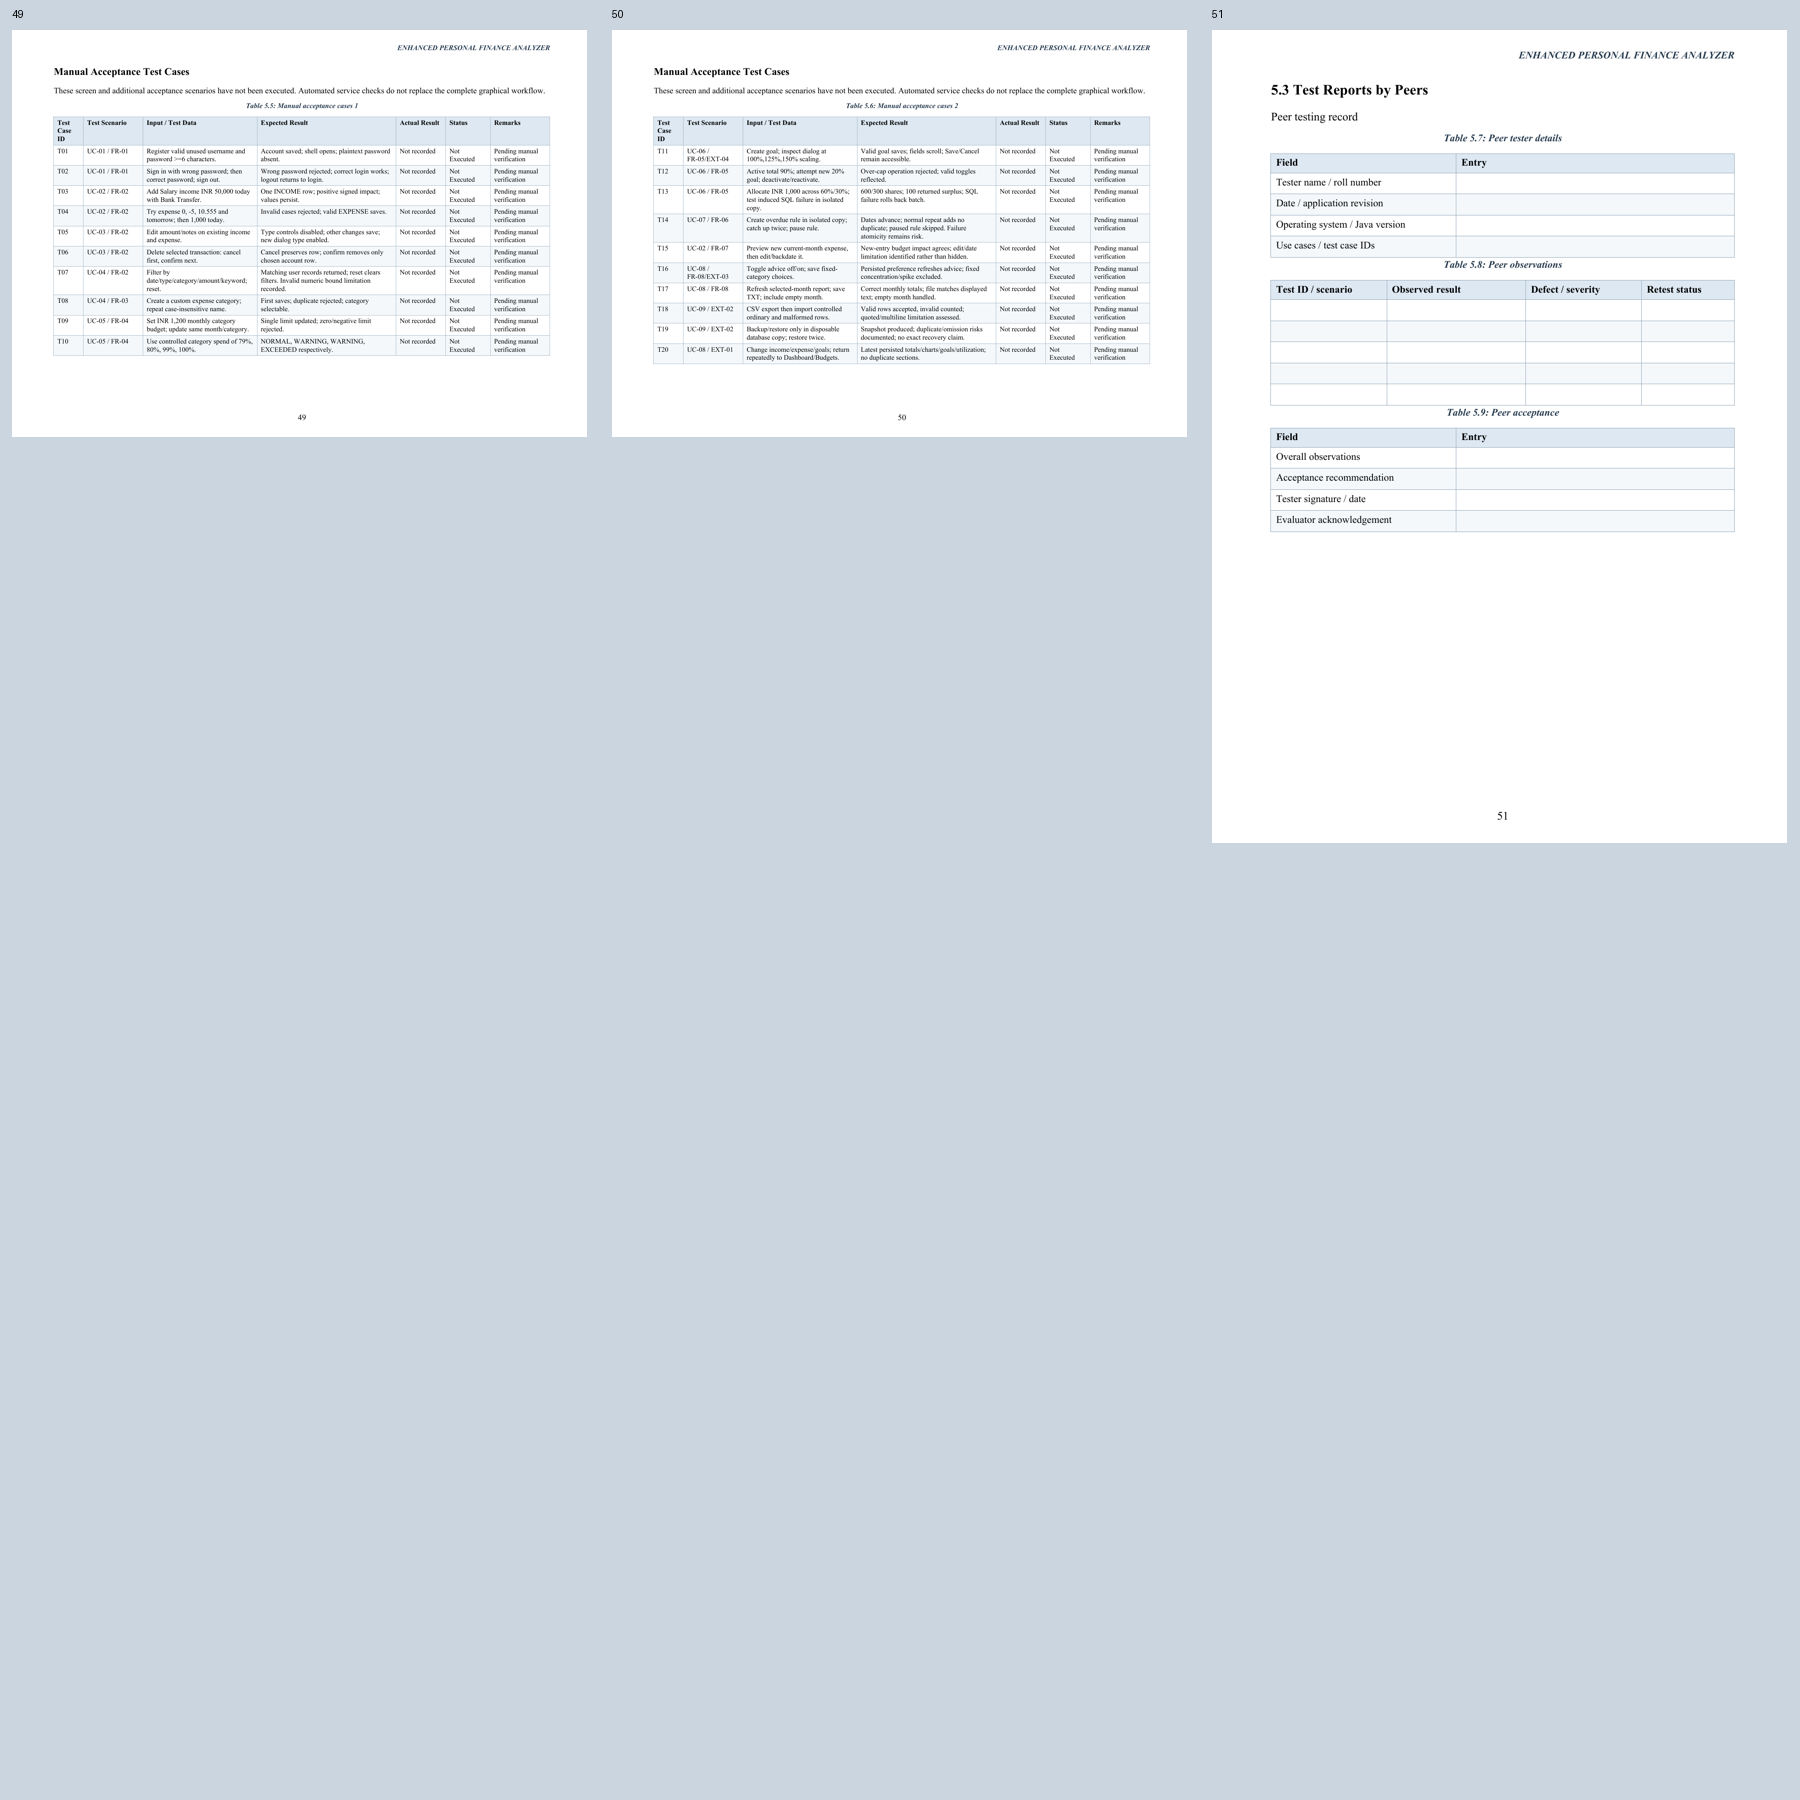 49
ENHANCED PERSONAL FINANCE ANALYZER
Manual Acceptance Test Cases
These screen and additional acceptance scenarios have not been executed. Automated service checks do not replace the complete graphical workflow.
Table 5.5: Manual acceptance cases 1
Test Case ID | Test Scenario | Input / Test Data | Expected Result | Actual Result | Status | Remarks
T01 | UC-01 / FR-01 | Register valid unused username and password >=6 characters. | Account saved; shell opens; plaintext password absent. | Not recorded | Not Executed | Pending manual verification
T02 | UC-01 / FR-01 | Sign in with wrong password; then correct password; sign out. | Wrong password rejected; correct login works; logout returns to login. | Not recorded | Not Executed | Pending manual verification
T03 | UC-02 / FR-02 | Add Salary income INR 50,000 today with Bank Transfer. | One INCOME row; positive signed impact; values persist. | Not recorded | Not Executed | Pending manual verification
T04 | UC-02 / FR-02 | Try expense 0, -5, 10.555 and tomorrow; then 1,000 today. | Invalid cases rejected; valid EXPENSE saves. | Not recorded | Not Executed | Pending manual verification
T05 | UC-03 / FR-02 | Edit amount/notes on existing income and expense. | Type controls disabled; other changes save; new dialog type enabled. | Not recorded | Not Executed | Pending manual verification
T06 | UC-03 / FR-02 | Delete selected transaction: cancel first, confirm next. | Cancel preserves row; confirm removes only chosen account row. | Not recorded | Not Executed | Pending manual verification
T07 | UC-04 / FR-02 | Filter by date/type/category/amount/keyword; reset. | Matching user records returned; reset clears filters. Invalid numeric bound limitation recorded. | Not recorded | Not Executed | Pending manual verification
T08 | UC-04 / FR-03 | Create a custom expense category; repeat case-insensitive name. | First saves; duplicate rejected; category selectable. | Not recorded | Not Executed | Pending manual verification
T09 | UC-05 / FR-04 | Set INR 1,200 monthly category budget; update same month/category. | Single limit updated; zero/negative limit rejected. | Not recorded | Not Executed | Pending manual verification
T10 | UC-05 / FR-04 | Use controlled category spend of 79%, 80%, 99%, 100%. | NORMAL, WARNING, WARNING, EXCEEDED respectively. | Not recorded | Not Executed | Pending manual verification
49
50
ENHANCED PERSONAL FINANCE ANALYZER
Manual Acceptance Test Cases
These screen and additional acceptance scenarios have not been executed. Automated service checks do not replace the complete graphical workflow.
Table 5.6: Manual acceptance cases 2
Test Case ID | Test Scenario | Input / Test Data | Expected Result | Actual Result | Status | Remarks
T11 | UC-06 / FR-05/EXT-04 | Create goal; inspect dialog at 100%,125%,150% scaling. | Valid goal saves; fields scroll; Save/Cancel remain accessible. | Not recorded | Not Executed | Pending manual verification
T12 | UC-06 / FR-05 | Active total 90%; attempt new 20% goal; deactivate/reactivate. | Over-cap operation rejected; valid toggles reflected. | Not recorded | Not Executed | Pending manual verification
T13 | UC-06 / FR-05 | Allocate INR 1,000 across 60%/30%; test induced SQL failure in isolated copy. | 600/300 shares; 100 returned surplus; SQL failure rolls back batch. | Not recorded | Not Executed | Pending manual verification
T14 | UC-07 / FR-06 | Create overdue rule in isolated copy; catch up twice; pause rule. | Dates advance; normal repeat adds no duplicate; paused rule skipped. Failure atomicity remains risk. | Not recorded | Not Executed | Pending manual verification
T15 | UC-02 / FR-07 | Preview new current-month expense, then edit/backdate it. | New-entry budget impact agrees; edit/date limitation identified rather than hidden. | Not recorded | Not Executed | Pending manual verification
T16 | UC-08 / FR-08/EXT-03 | Toggle advice off/on; save fixed-category choices. | Persisted preference refreshes advice; fixed concentration/spike excluded. | Not recorded | Not Executed | Pending manual verification
T17 | UC-08 / FR-08 | Refresh selected-month report; save TXT; include empty month. | Correct monthly totals; file matches displayed text; empty month handled. | Not recorded | Not Executed | Pending manual verification
T18 | UC-09 / EXT-02 | CSV export then import controlled ordinary and malformed rows. | Valid rows accepted, invalid counted; quoted/multiline limitation assessed. | Not recorded | Not Executed | Pending manual verification
T19 | UC-09 / EXT-02 | Backup/restore only in disposable database copy; restore twice. | Snapshot produced; duplicate/omission risks documented; no exact recovery claim. | Not recorded | Not Executed | Pending manual verification
T20 | UC-08 / EXT-01 | Change income/expense/goals; return repeatedly to Dashboard/Budgets. | Latest persisted totals/charts/goals/utilization; no duplicate sections. | Not recorded | Not Executed | Pending manual verification
50
51
ENHANCED PERSONAL FINANCE ANALYZER
5.3 Test Reports by Peers
Peer testing record
Table 5.7: Peer tester details
Field | Entry
Tester name / roll number
Date / application revision
Operating system / Java version
Use cases / test case IDs
Table 5.8: Peer observations
Test ID / scenario | Observed result | Defect / severity | Retest status
Table 5.9: Peer acceptance
Field | Entry
Overall observations
Acceptance recommendation
Tester signature / date
Evaluator acknowledgement
51